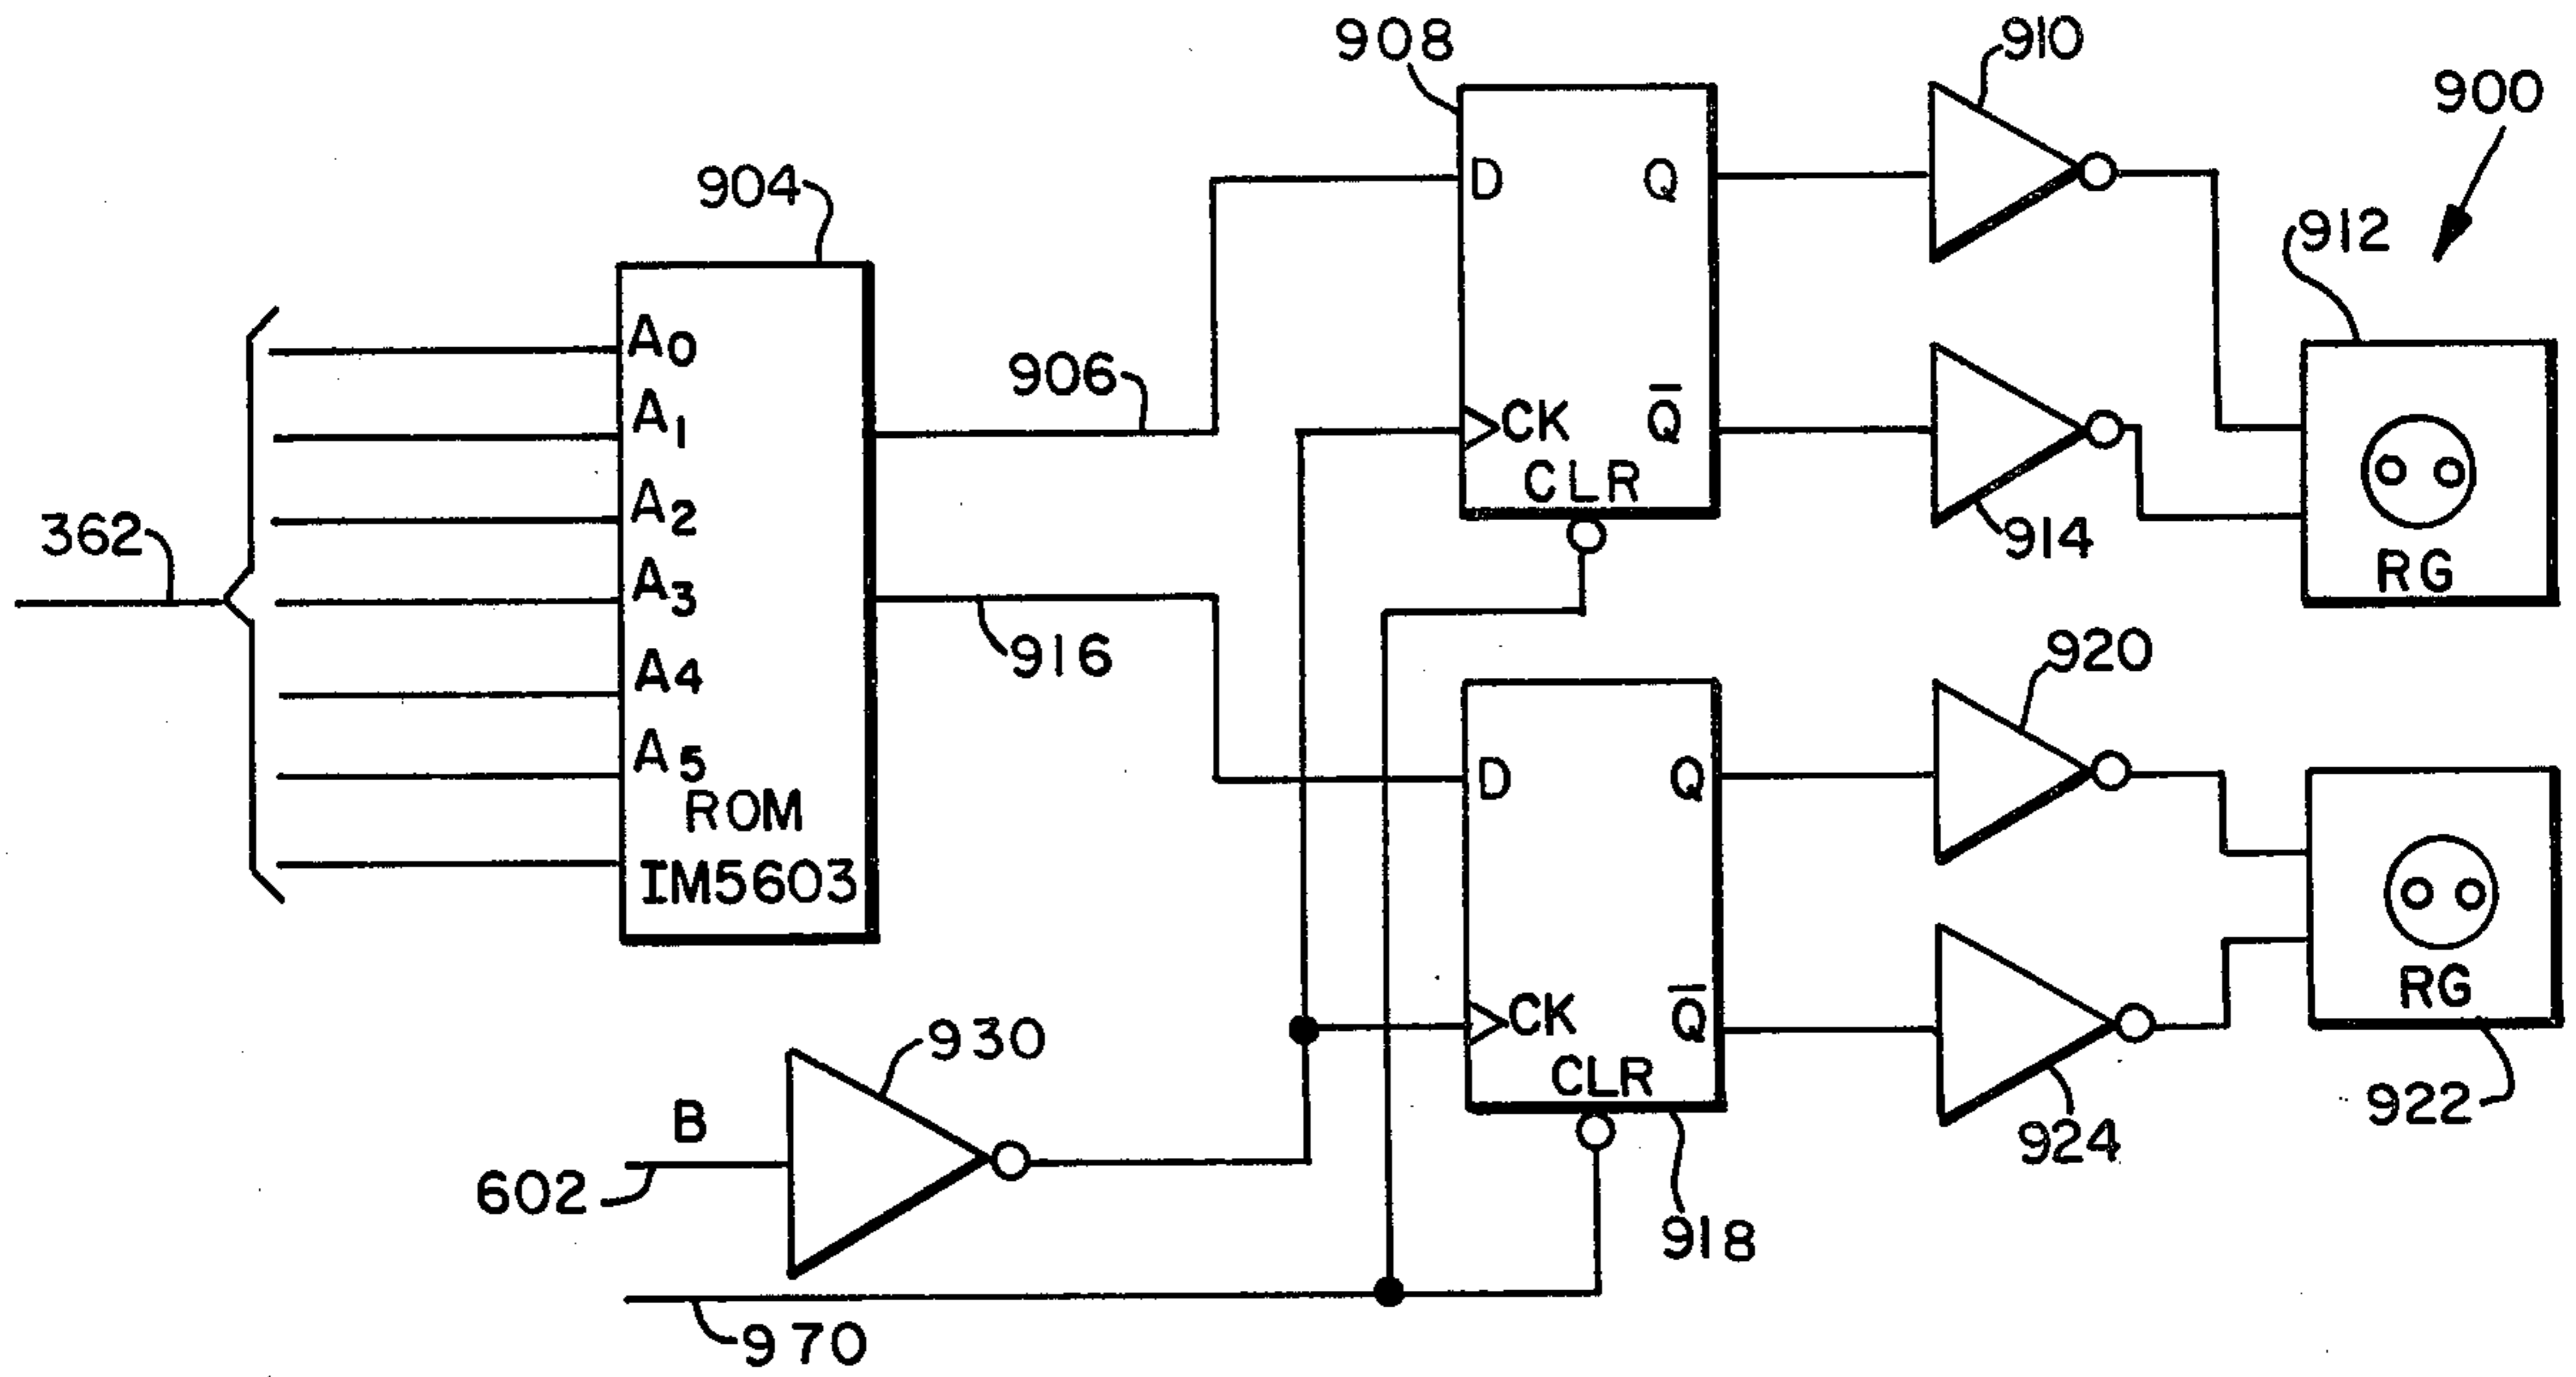 908
910
900
904
D
Q
912
A0
906
A1
CK
Q̅
CLR
A2
914
RG
362
A3
916
A4
920
A5
D
Q
ROM
IM5603
CK
Q̅
RG
930
CLR
B
922
924
602
918
970